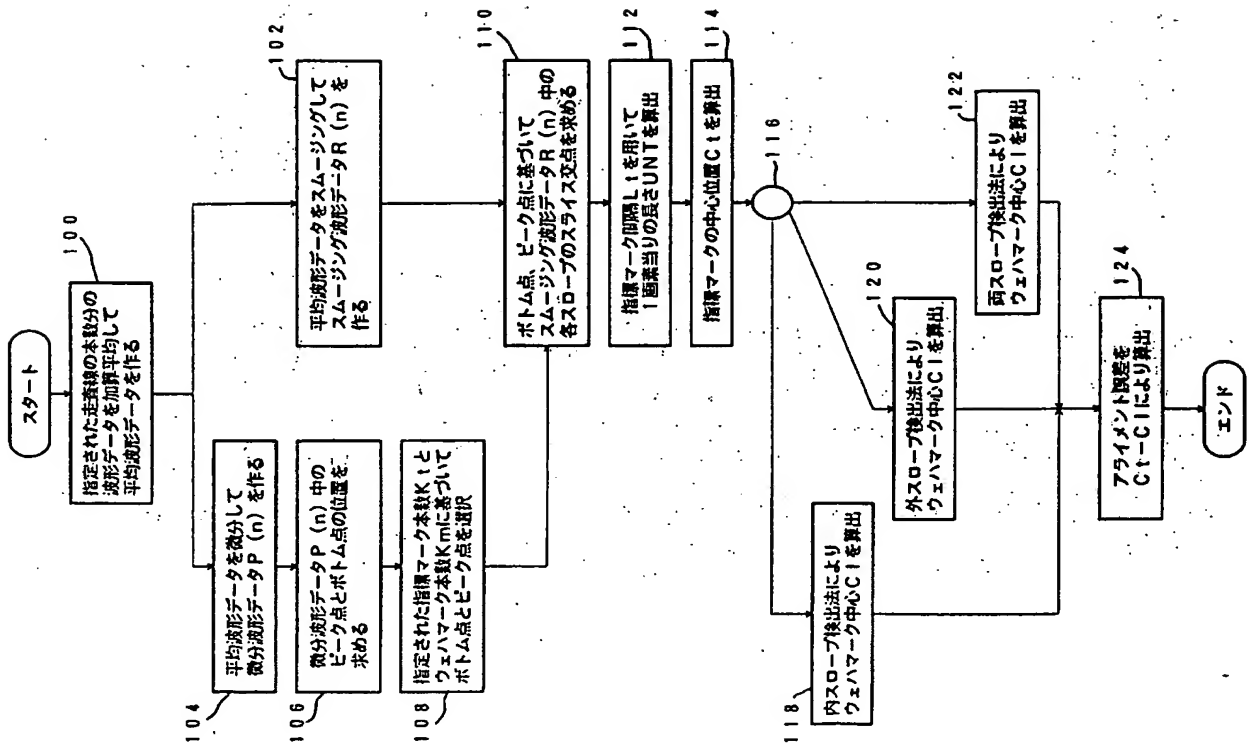 スタート
100
指定された走査線の本数分の
波形データを加算平均して
平均波形データを作る
102
平均波形データをスムージングして
スムージング波形データR(n)を
作る
104
平均波形データを微分して
微分波形データP(n)を作る
106
微分波形データP(n)中の
ピーク点とボトム点の位置を
求める
108
指定された指標マーク本数Ktと
ウェハマーク本数Kmに基づいて
ボトム点とピーク点を選択
110
ボトム点、ピーク点に基づいて
スムージング波形データR(n)中の
各スロープのスライス交点を求める
112
指標マーク間隔Ltを用いて
1画素当りの長さUNTを算出
114
指標マークの中心位置Ctを算出
116
118
内スロープ検出法により
ウェハマーク中心Clを算出
120
外スロープ検出法により
ウェハマーク中心Clを算出
122
両スロープ検出法により
ウェハマーク中心Clを算出
124
アライメント誤差を
Ct−Clにより算出
エンド